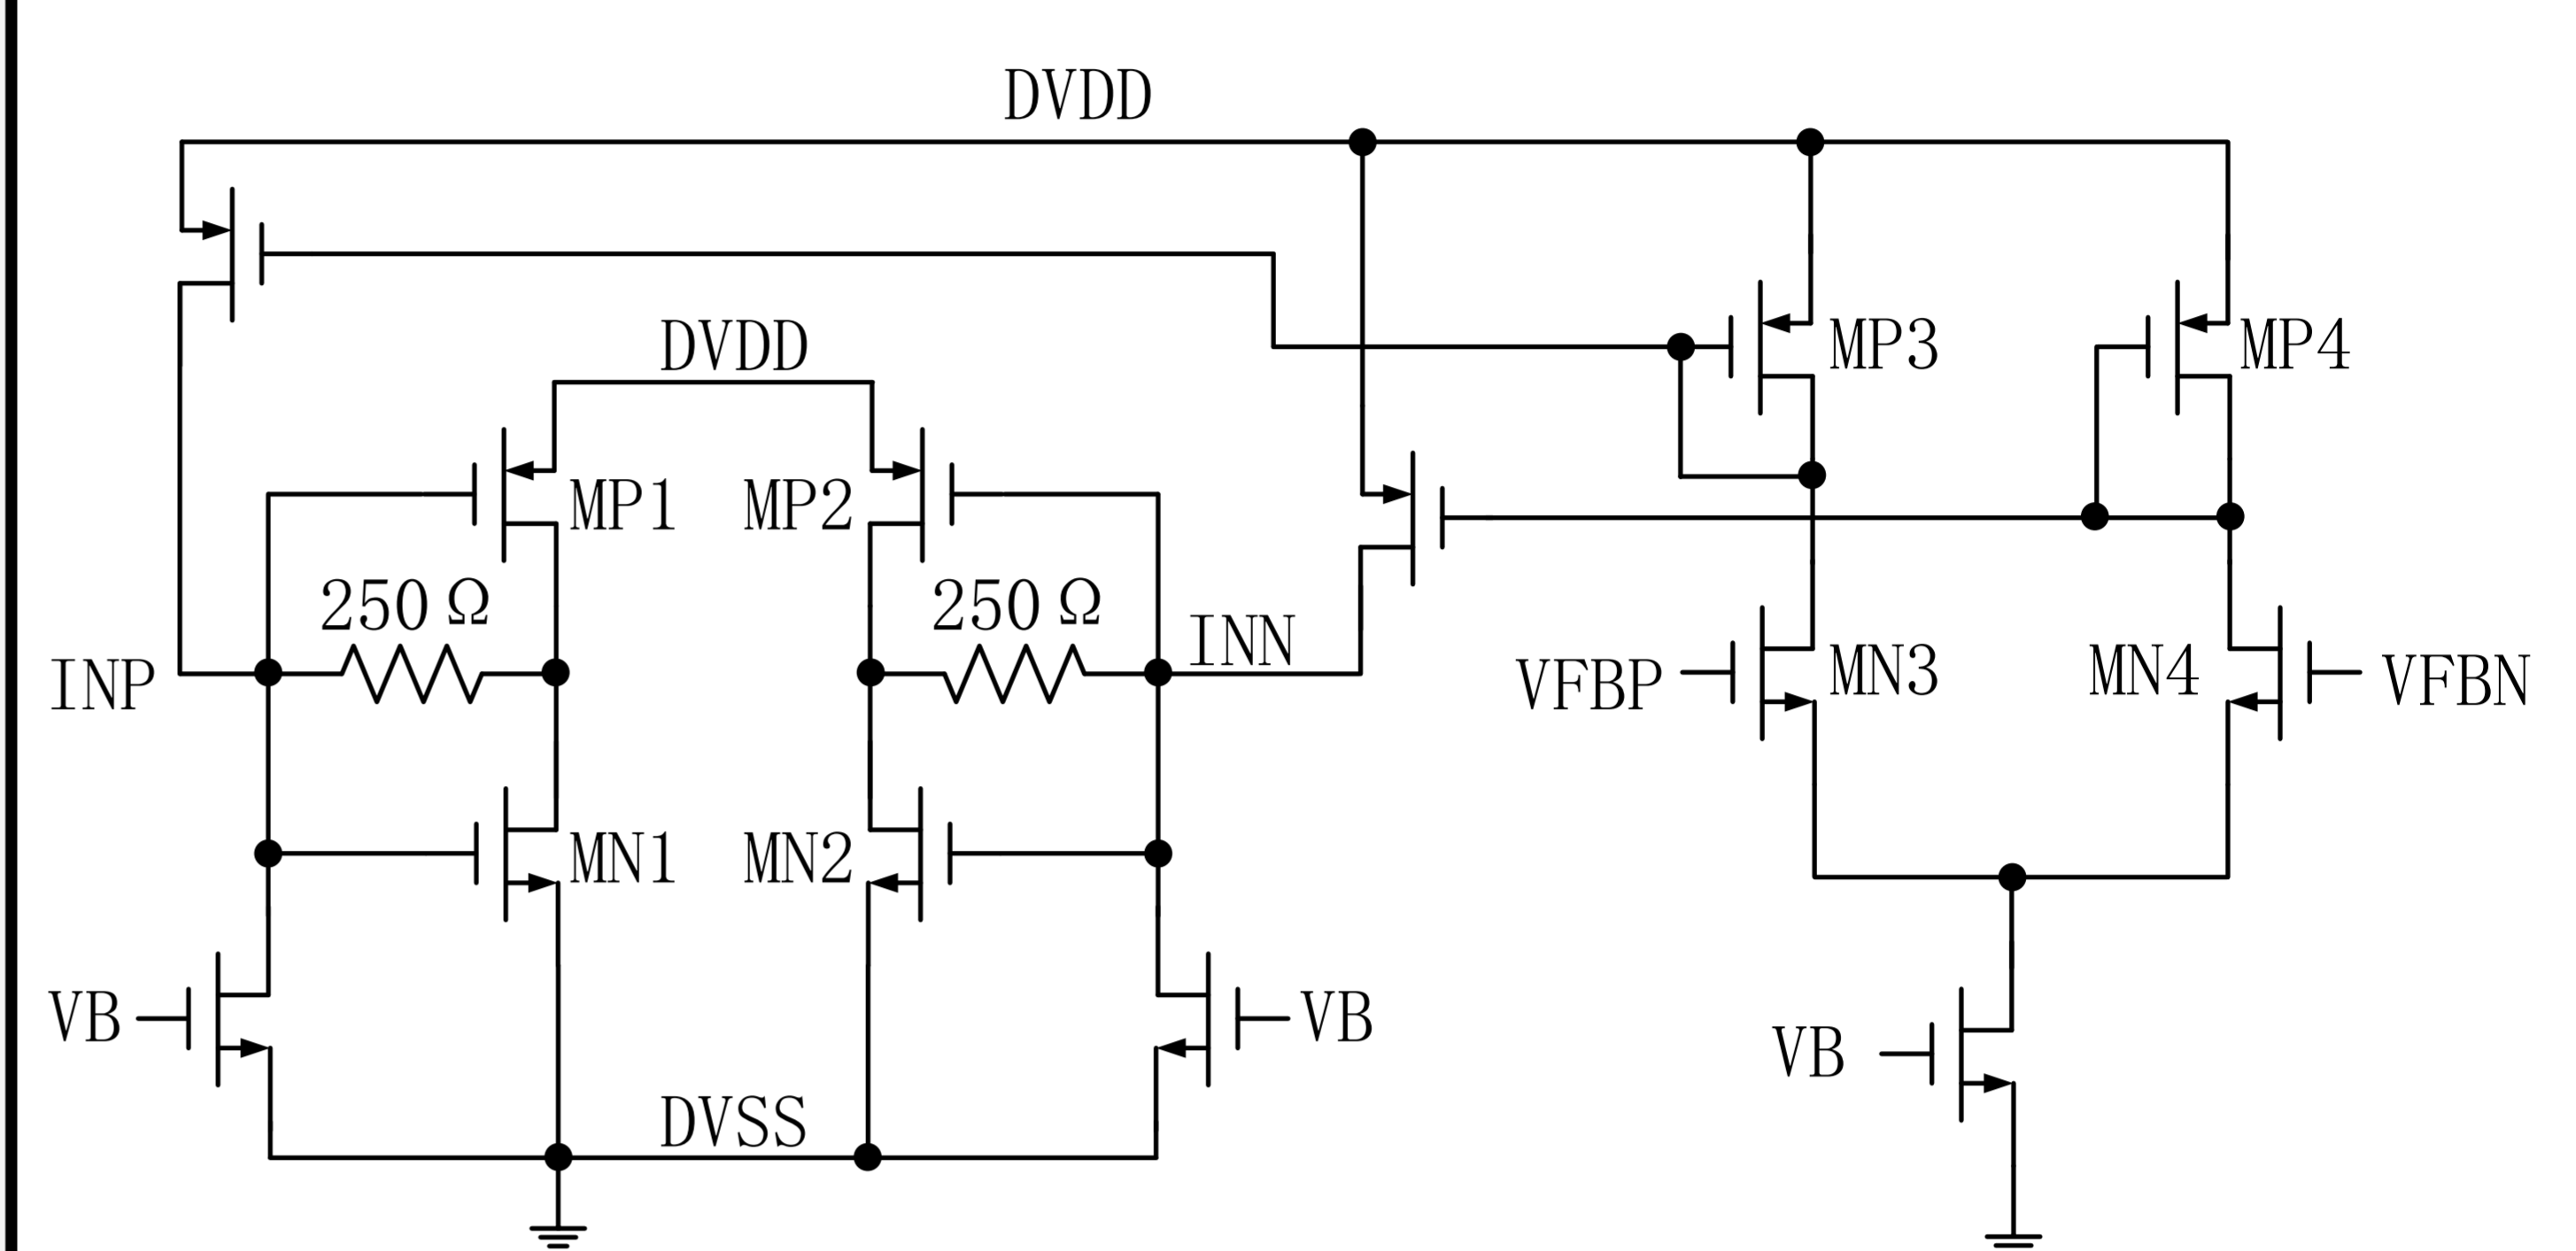 DVDD
DVDD
MP3
MP4
MP1
MP2
250 Ω
250 Ω
INP
INN
VFBP
MN3
MN4
VFBN
MN1
MN2
VB
VB
VB
DVSS